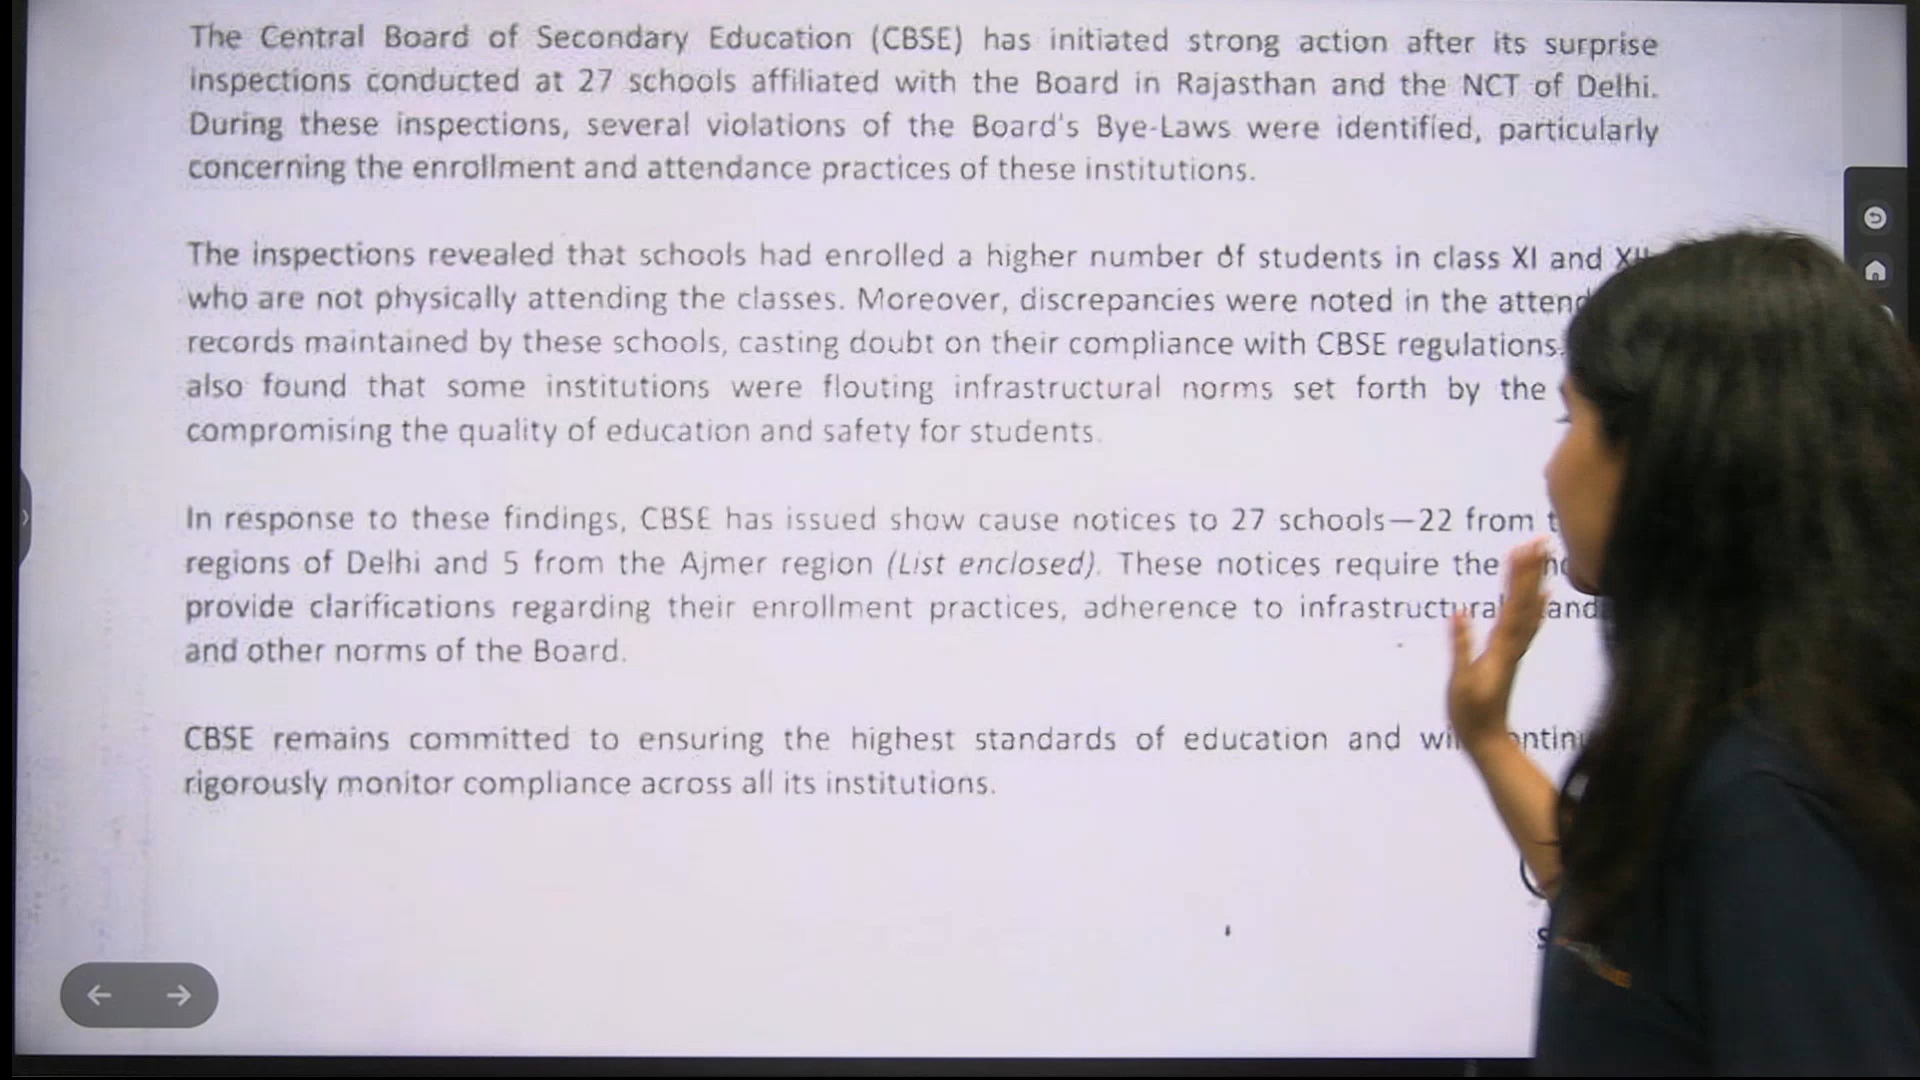 The Central Board of Secondary Education (CBSE) has initiated strong action after its surprise
inspections conducted at 27 schools affiliated with the Board in Rajasthan and the NCT of Delhi.
During these inspections, several violations of the Board's Bye-Laws were identified, particularly
concerning the enrollment and attendance practices of these institutions.
The inspections revealed that schools had enrolled a higher number of students in class XI and
who are not physically attending the classes. Moreover, discrepancies were noted in the
records maintained by these schools, casting doubt on their compliance with CBSE regulations.
also found that some institutions were flouting infrastructural norms set forth by the
compromising the quality of education and safety for students.
In response to these findings, CBSE has issued show cause notices to 27 schools—22 from
regions of Delhi and 5 from the Ajmer region (List enclosed). These notices require the
provide clarifications regarding their enrollment practices, adherence to infrastructural
and other norms of the Board.
CBSE remains committed to ensuring the highest standards of education and
rigorously monitor compliance across all its institutions.